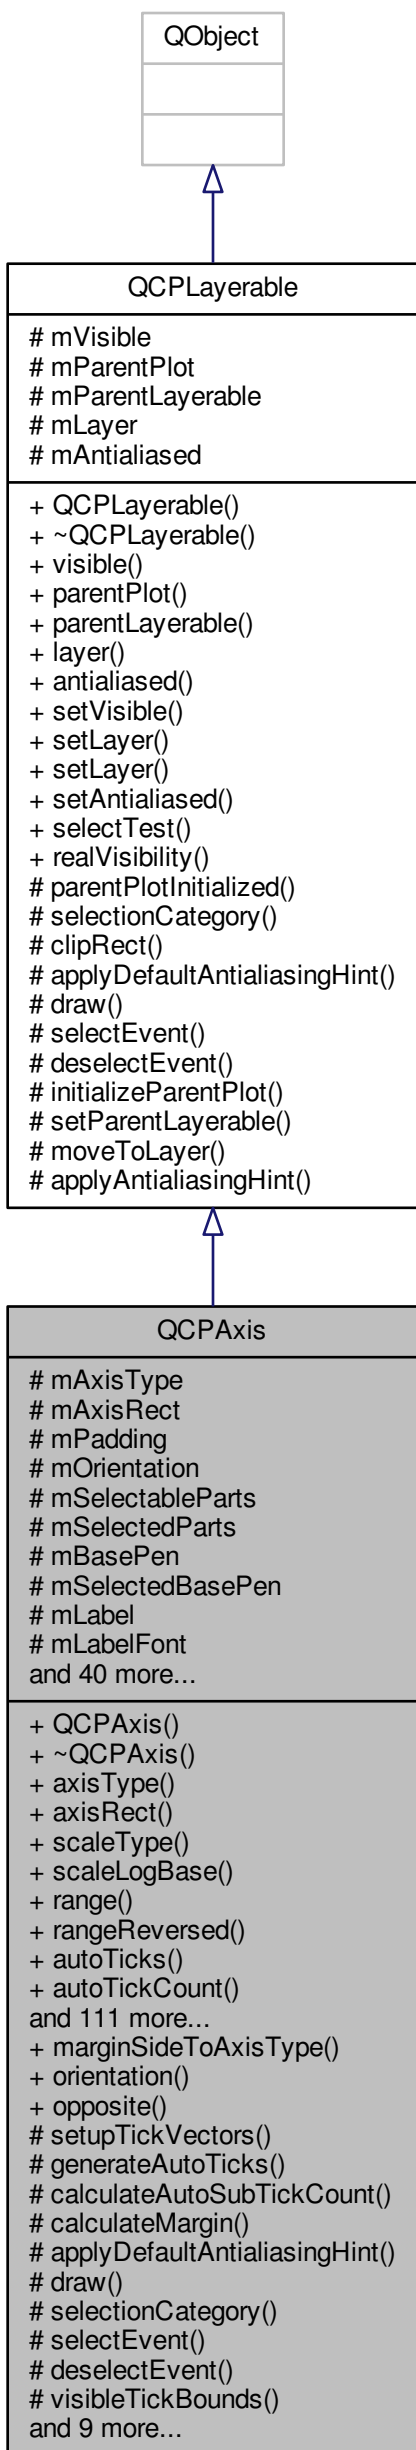 QObject
QCPLayerable
# mVisible
# mParentPlot
# mParentLayerable
# mLayer
# mAntialiased
+ QCPLayerable()
+ ~QCPLayerable()
+ visible()
+ parentPlot()
+ parentLayerable()
+ layer()
+ antialiased()
+ setVisible()
+ setLayer()
+ setLayer()
+ setAntialiased()
+ selectTest()
+ realVisibility()
# parentPlotInitialized()
# selectionCategory()
# clipRect()
# applyDefaultAntialiasingHint()
# draw()
# selectEvent()
# deselectEvent()
# initializeParentPlot()
# setParentLayerable()
# moveToLayer()
# applyAntialiasingHint()
QCPAxis
# mAxisType
# mAxisRect
# mPadding
# mOrientation
# mSelectableParts
# mSelectedParts
# mBasePen
# mSelectedBasePen
# mLabel
# mLabelFont
and 40 more...
+ QCPAxis()
+ ~QCPAxis()
+ axisType()
+ axisRect()
+ scaleType()
+ scaleLogBase()
+ range()
+ rangeReversed()
+ autoTicks()
+ autoTickCount()
and 111 more...
+ marginSideToAxisType()
+ orientation()
+ opposite()
# setupTickVectors()
# generateAutoTicks()
# calculateAutoSubTickCount()
# calculateMargin()
# applyDefaultAntialiasingHint()
# draw()
# selectionCategory()
# selectEvent()
# deselectEvent()
# visibleTickBounds()
and 9 more...